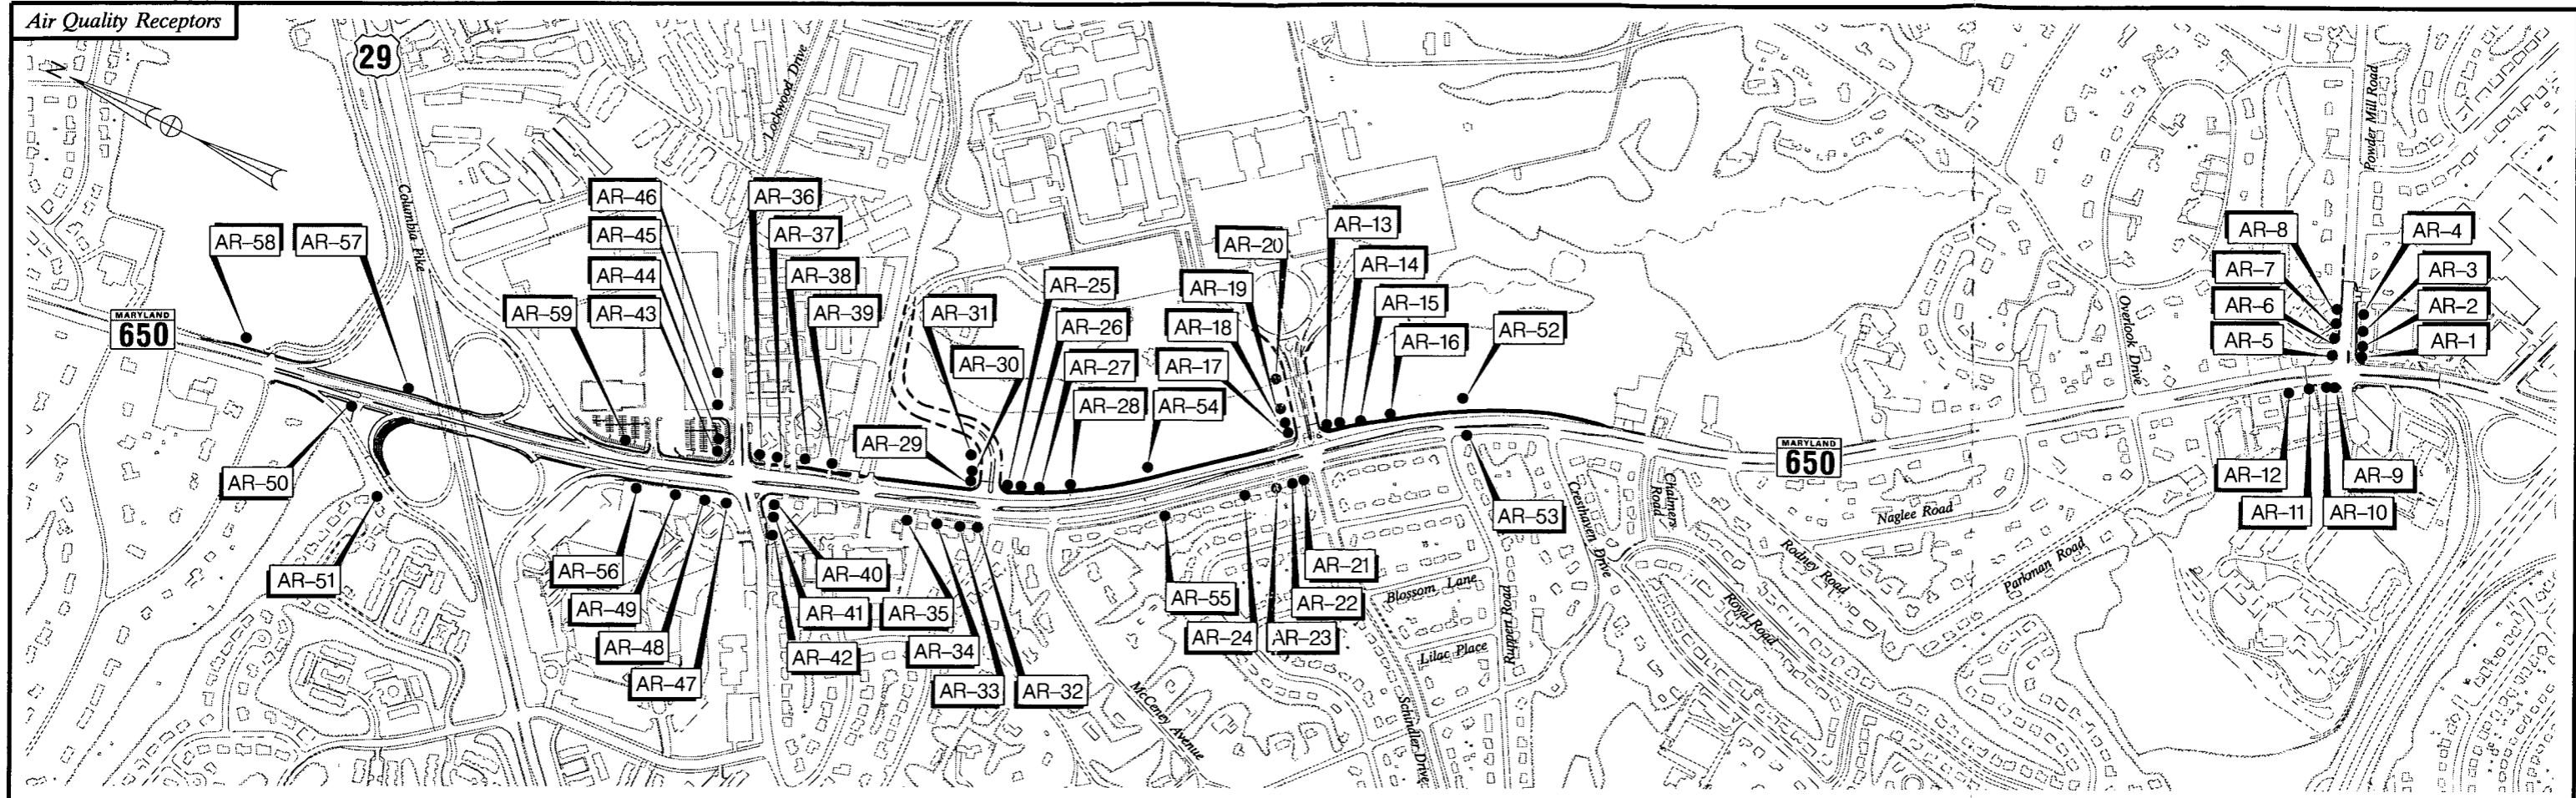 Air Quality Receptors
29
N
Lockwood Drive
Powder Mill Road
Columbia Pike
AR-46
AR-36
AR-45
AR-37
AR-44
AR-38
AR-43
AR-39
AR-59
AR-58
AR-57
MARYLAND
650
AR-31
AR-30
AR-29
AR-25
AR-26
AR-27
AR-28
AR-54
AR-20
AR-19
AR-18
AR-17
AR-13
AR-14
AR-15
AR-16
AR-52
Overlook Drive
AR-8
AR-4
AR-7
AR-3
AR-6
AR-2
AR-5
AR-1
AR-50
AR-51
AR-56
AR-49
AR-48
AR-47
AR-40
AR-41
AR-42
AR-35
AR-34
AR-33
AR-32
McCeney Avenue
AR-55
AR-24
AR-23
AR-21
AR-22
AR-53
Blossom Lane
Lilac Place
Schindler Drive
Ruppert Road
Cresthaven Drive
Chalmers
Road
MARYLAND
650
Naglee Road
Rodney Road
Royal Road
Parkman Road
AR-12
AR-9
AR-11
AR-10